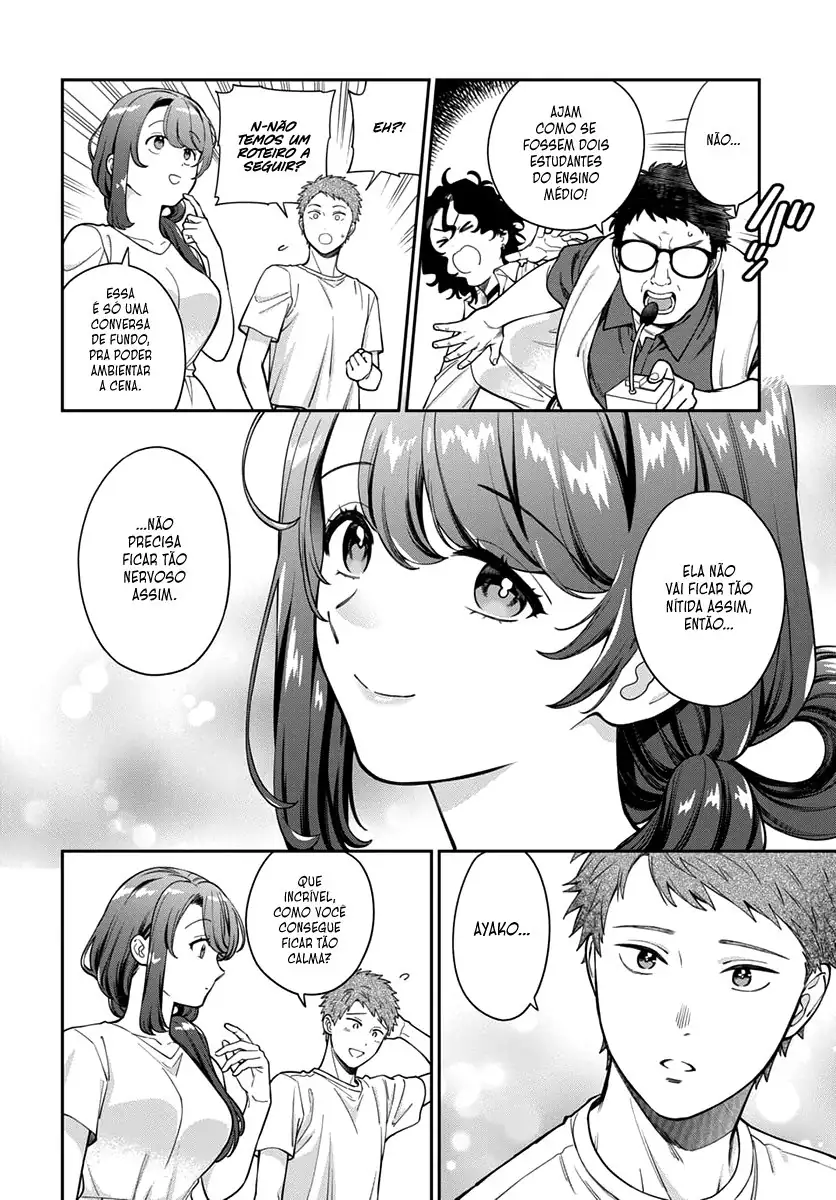 NÃO...
AJAM
COMO SE
FOSSEM DOIS
ESTUDANTES
DO ENSINO
MÉDIO!
EH?!
N-NÃO
TEMOS UM
ROTEIRO A
SEGUIR?
ESSA
É SÓ UMA
CONVERSA
DE FUNDO,
PRA PODER
AMBIENTAR
A CENA.
ELA NÃO
VAI FICAR TÃO
NÍTIDA ASSIM,
ENTÃO...
...NÃO
PRECISA
FICAR TÃO
NERVOSO
ASSIM.
AYAKO...
QUE
INCRÍVEL,
COMO VOCÊ
CONSEGUE
FICAR TÃO
CALMA?